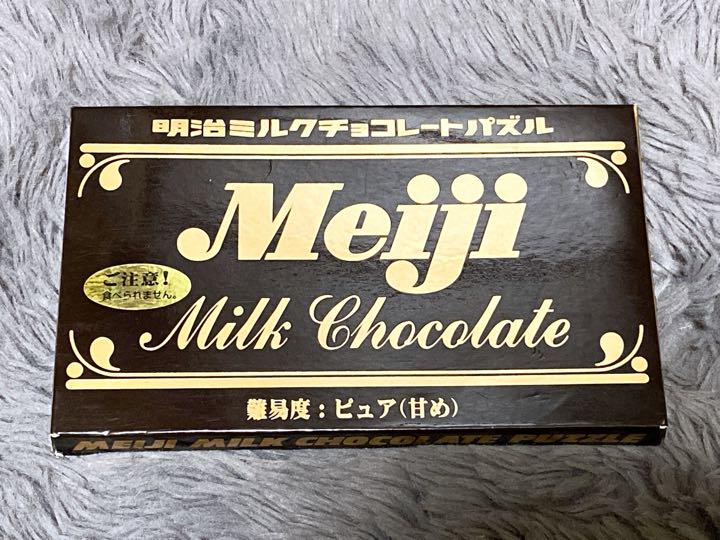 明治ミルクチョコレートパズル
Meiji
ご注意!
食べられません。
Milk Chocolate
難易度:ピュア(甘め)
MEIJI MILK CHOCOLATE PUZZLE